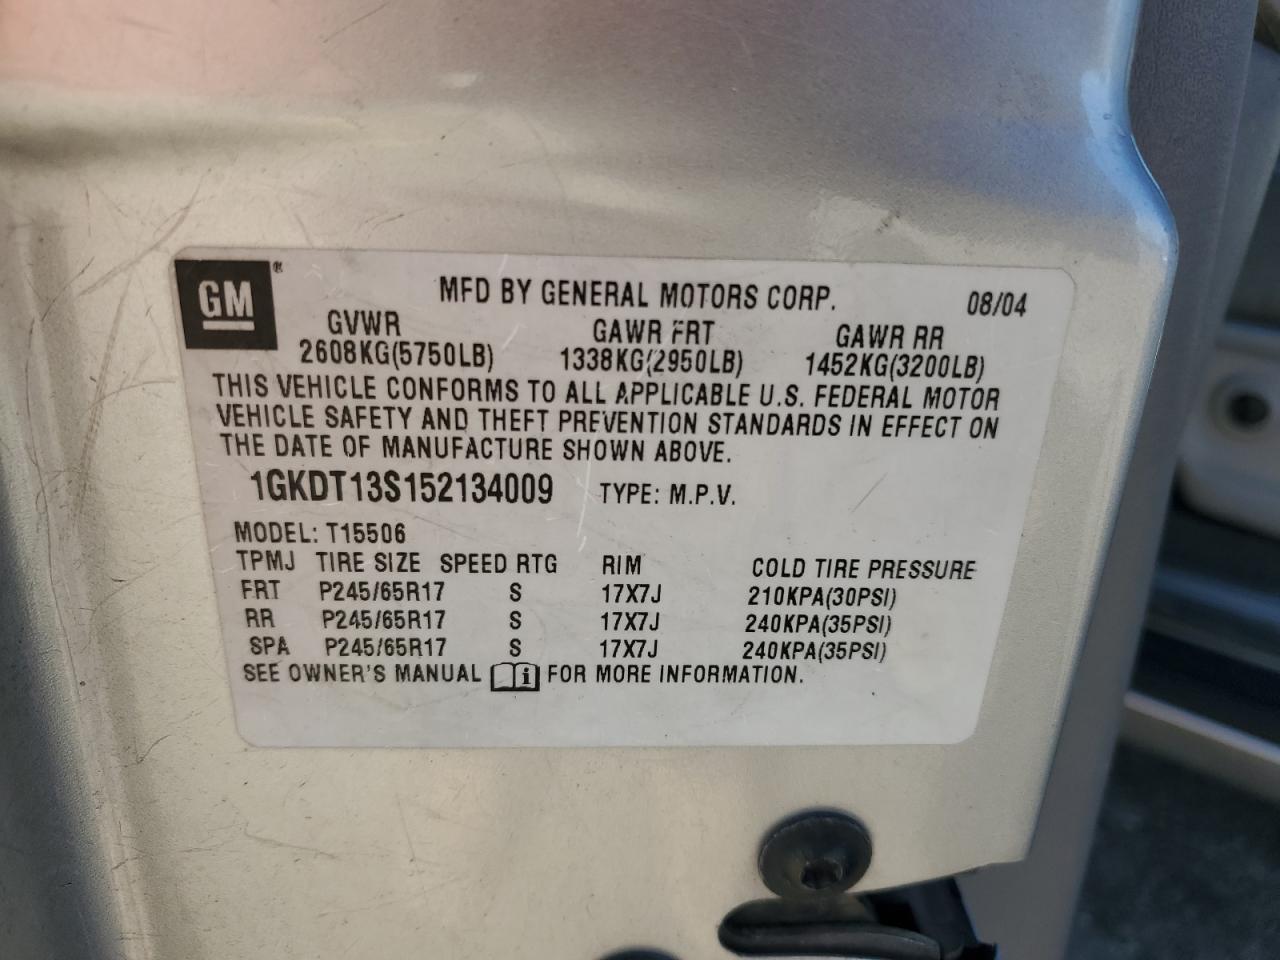 GM ®
MFD BY GENERAL MOTORS CORP. 08/04
GVWR GAWR FRT GAWR RR
2608KG(5750LB) 1338KG(2950LB) 1452KG(3200LB)
THIS VEHICLE CONFORMS TO ALL APPLICABLE U.S. FEDERAL MOTOR
VEHICLE SAFETY AND THEFT PREVENTION STANDARDS IN EFFECT ON
THE DATE OF MANUFACTURE SHOWN ABOVE.
1GKDT13S152134009 TYPE: M.P.V.
MODEL: T15506
TPMJ TIRE SIZE SPEED RTG RIM COLD TIRE PRESSURE
FRT P245/65R17 S 17X7J 210KPA(30PSI)
RR P245/65R17 S 17X7J 240KPA(35PSI)
SPA P245/65R17 S 17X7J 240KPA(35PSI)
SEE OWNER'S MANUAL i FOR MORE INFORMATION.